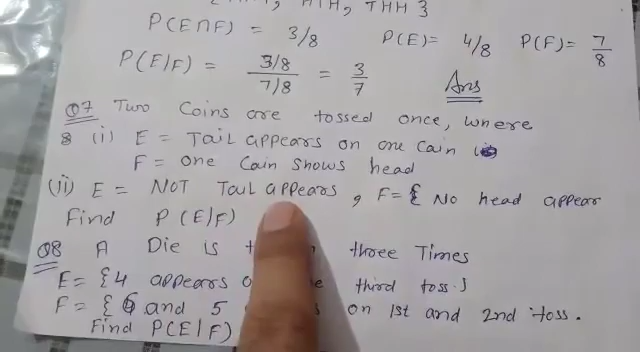 HTH, THH }
P(E∩F) = 3/8 P(E) = 4/8 P(F) = 7/8
P(E|F) = 3/8 / 7/8 = 3/7 Ans
Q7 Two Coins are tossed once, where
(i) E = Tail appears on one Coin
F = one Coin shows head
(ii) E = NOT Tail appears, F = { No head appear
Find P(E|F)
Q8 A Die is three Times
E = {4 appears third toss}
F = {6 and 5 on 1st and 2nd toss.
Find P(E|F)